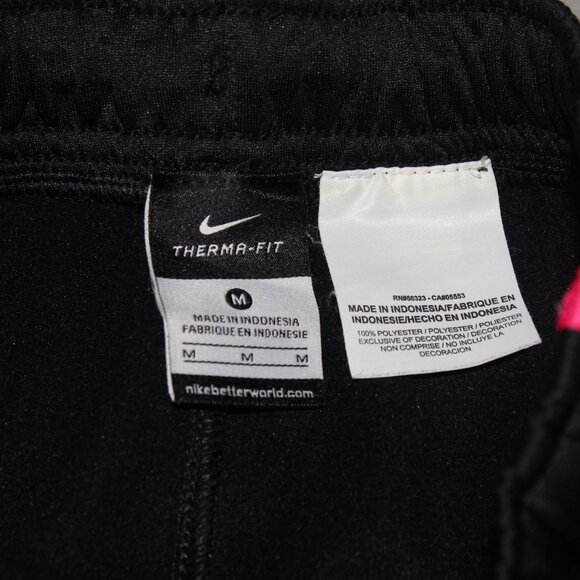 THERMA-FIT
M
MADE IN INDONESIA
FABRIQUE EN INDONESIE
M M M
nikebetterworld.com
RN#56323 - CA#05553
MADE IN INDONESIA/FABRIQUE EN
INDONESIE/HECHO EN INDONESIA
100% POLYESTER / POLYESTER / POLIESTER
EXCLUSIVE OF DECORATION / DECORATION
NON COMPRISE / NO INCLUYE LA
DECORACION